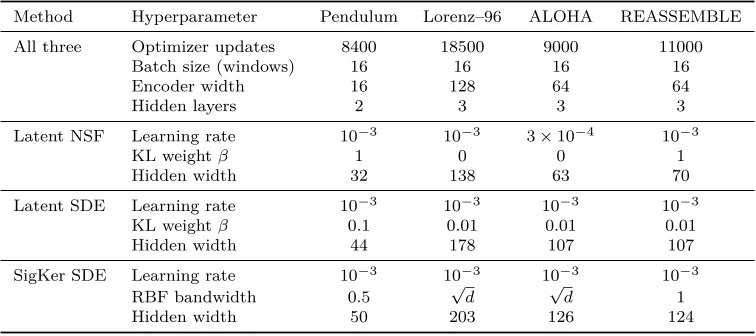 Method Hyperparameter Pendulum Lorenz–96 ALOHA REASSEMBLE
All three Optimizer updates 8400 18500 9000 11000
Batch size (windows) 16 16 16 16
Encoder width 16 128 64 64
Hidden layers 2 3 3 3
Latent NSF Learning rate 10⁻³ 10⁻³ 3 × 10⁻⁴ 10⁻³
KL weight β 1 0 0 1
Hidden width 32 138 63 70
Latent SDE Learning rate 10⁻³ 10⁻³ 10⁻³ 10⁻³
KL weight β 0.1 0.01 0.01 0.01
Hidden width 44 178 107 107
SigKer SDE Learning rate 10⁻³ 10⁻³ 10⁻³ 10⁻³
RBF bandwidth 0.5 √d √d 1
Hidden width 50 203 126 124